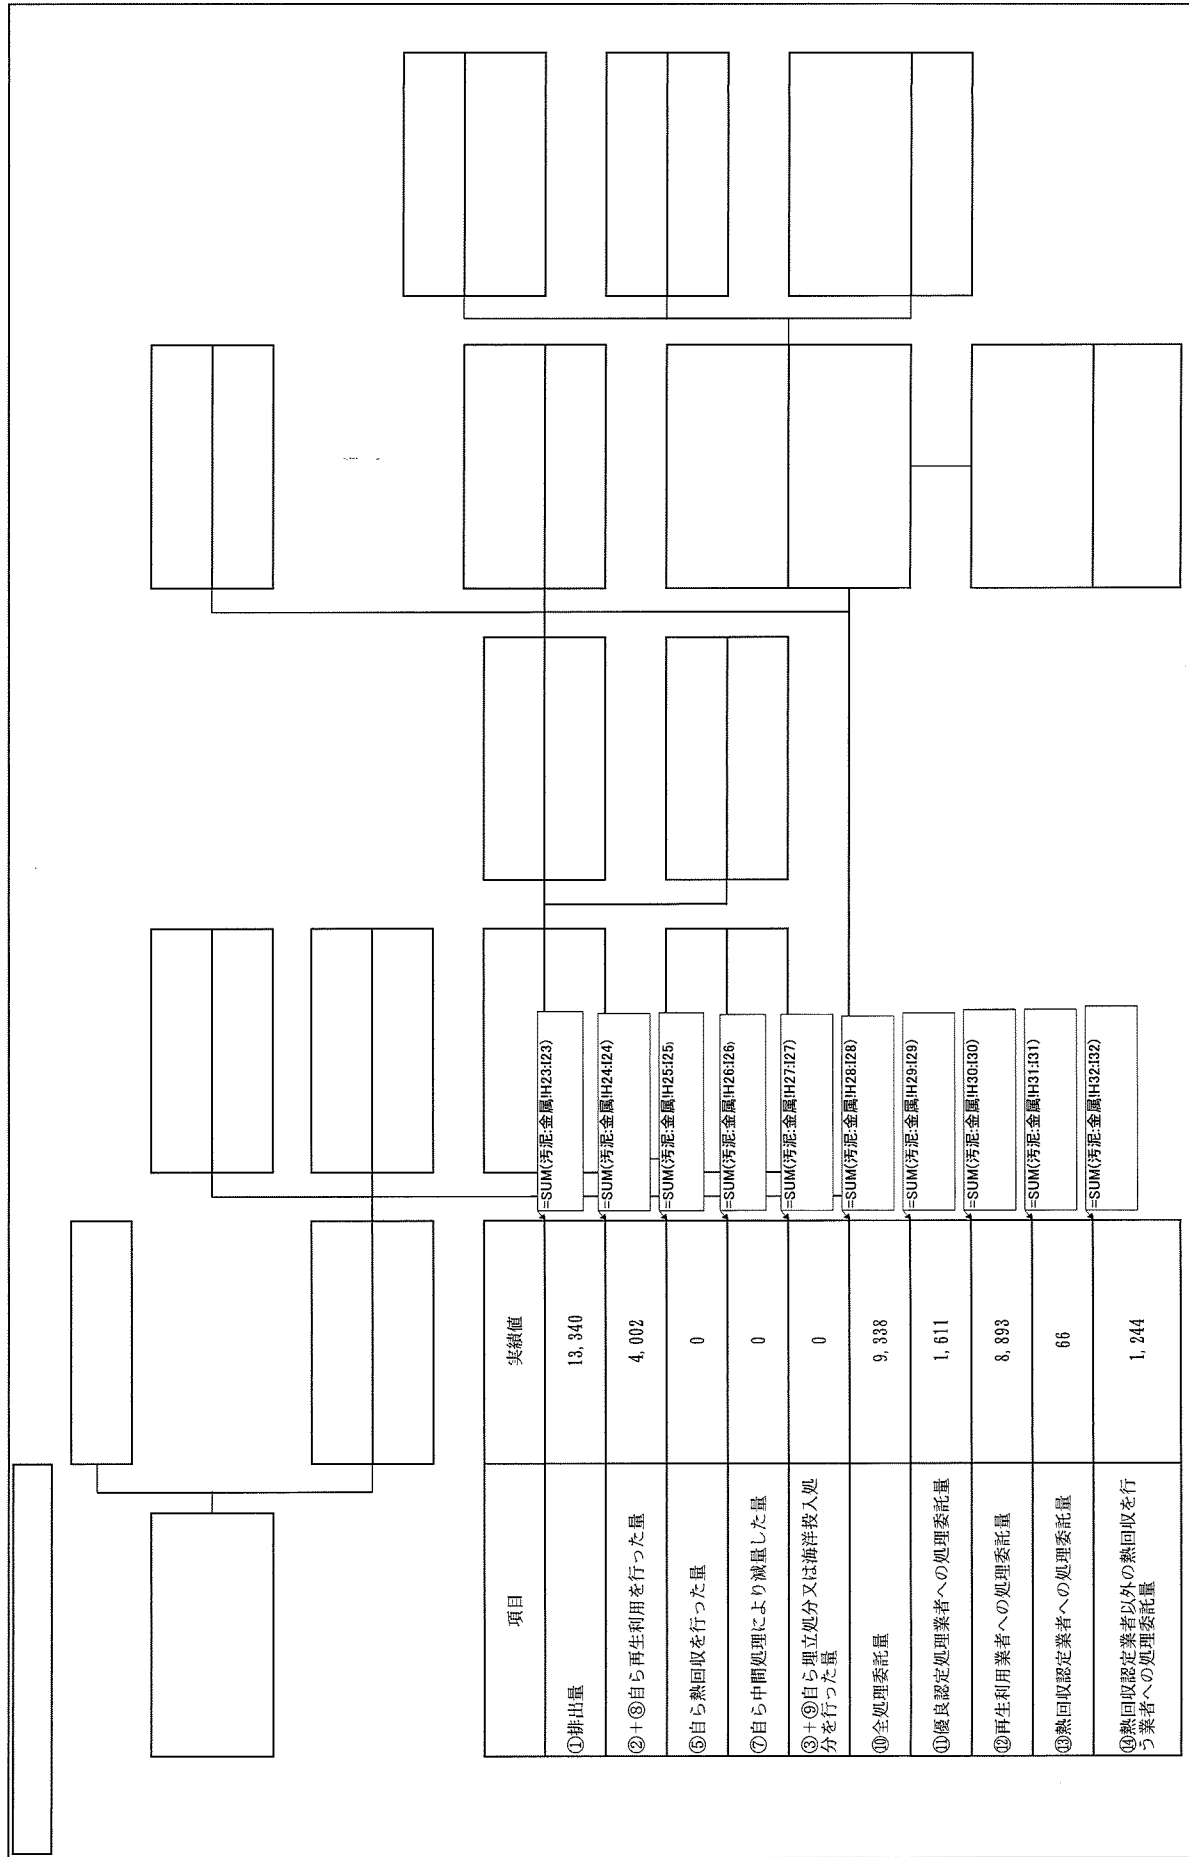 項目
実績値
①排出量
13,340
=SUM(汚泥:金属!H23:I23)
②+⑧自ら再生利用を行った量
4,002
=SUM(汚泥:金属!H24:I24)
⑤自ら熱回収を行った量
0
=SUM(汚泥:金属!H25:I25)
⑦自ら中間処理により減量した量
0
=SUM(汚泥:金属!H26:I26)
③+⑨自ら埋立処分又は海洋投入処
分を行った量
0
=SUM(汚泥:金属!H27:I27)
⑩全処理委託量
9,338
=SUM(汚泥:金属!H28:I28)
⑪優良認定処理業者への処理委託量
1,611
=SUM(汚泥:金属!H29:I29)
⑫再生利用業者への処理委託量
8,893
=SUM(汚泥:金属!H30:I30)
⑬熱回収認定業者への処理委託量
66
=SUM(汚泥:金属!H31:I31)
⑭熱回収認定業者以外の熱回収を行
う業者への処理委託量
1,244
=SUM(汚泥:金属!H32:I32)